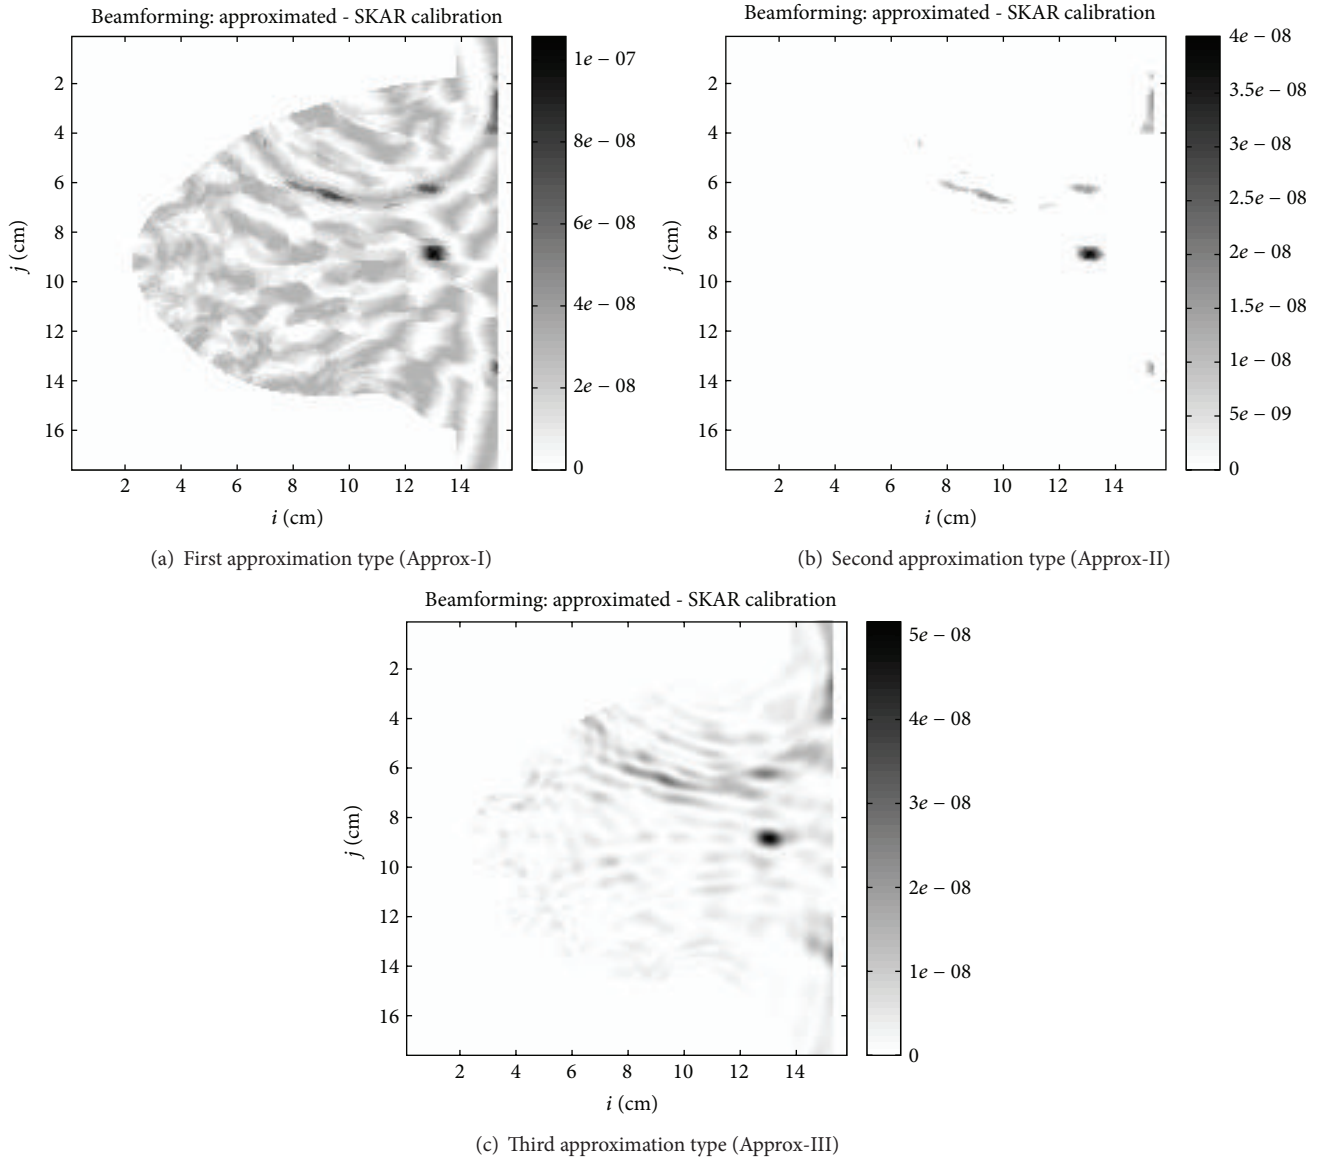 Beamforming: approximated - SKAR calibration
2
4
6
8
10
12
14
16
j (cm)
2 4 6 8 10 12 14
i (cm)
1e − 07
8e − 08
6e − 08
4e − 08
2e − 08
0
(a) First approximation type (Approx-I)
Beamforming: approximated - SKAR calibration
2
4
6
8
10
12
14
16
j (cm)
2 4 6 8 10 12 14
i (cm)
4e − 08
3.5e − 08
3e − 08
2.5e − 08
2e − 08
1.5e − 08
1e − 08
5e − 09
0
(b) Second approximation type (Approx-II)
Beamforming: approximated - SKAR calibration
2
4
6
8
10
12
14
16
j (cm)
2 4 6 8 10 12 14
i (cm)
5e − 08
4e − 08
3e − 08
2e − 08
1e − 08
0
(c) Third approximation type (Approx-III)